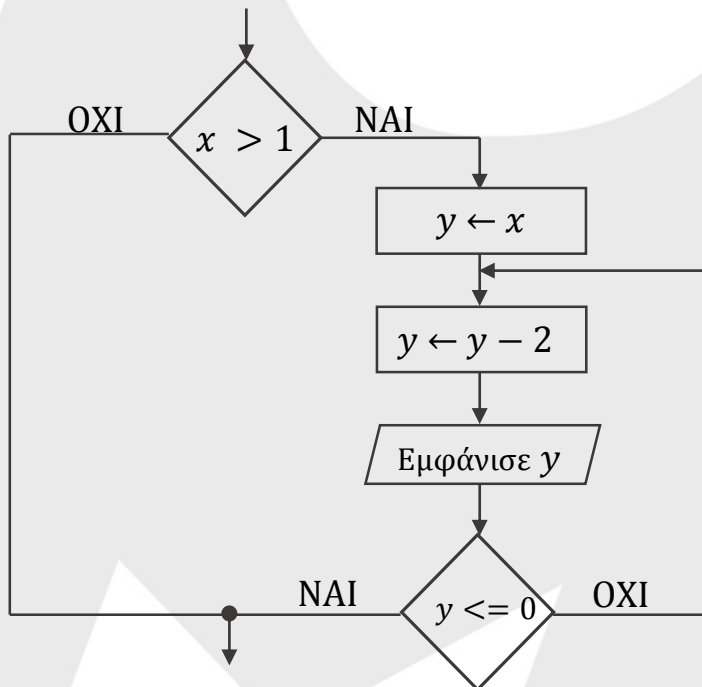 ΟΧΙ
x > 1
ΝΑΙ
y ← x
y ← y − 2
Εμφάνισε y
ΝΑΙ
y <= 0
ΟΧΙ